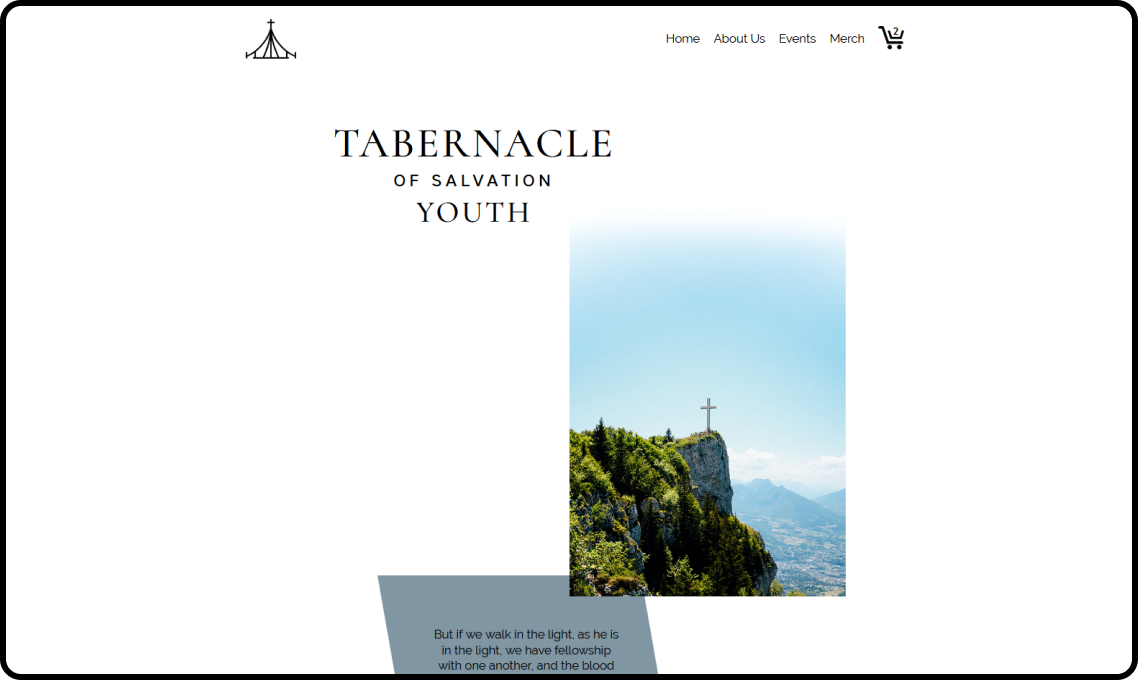 Home About Us Events Merch 2
TABERNACLE
OF SALVATION
YOUTH
But if we walk in the light, as he is
in the light, we have fellowship
with one another, and the blood